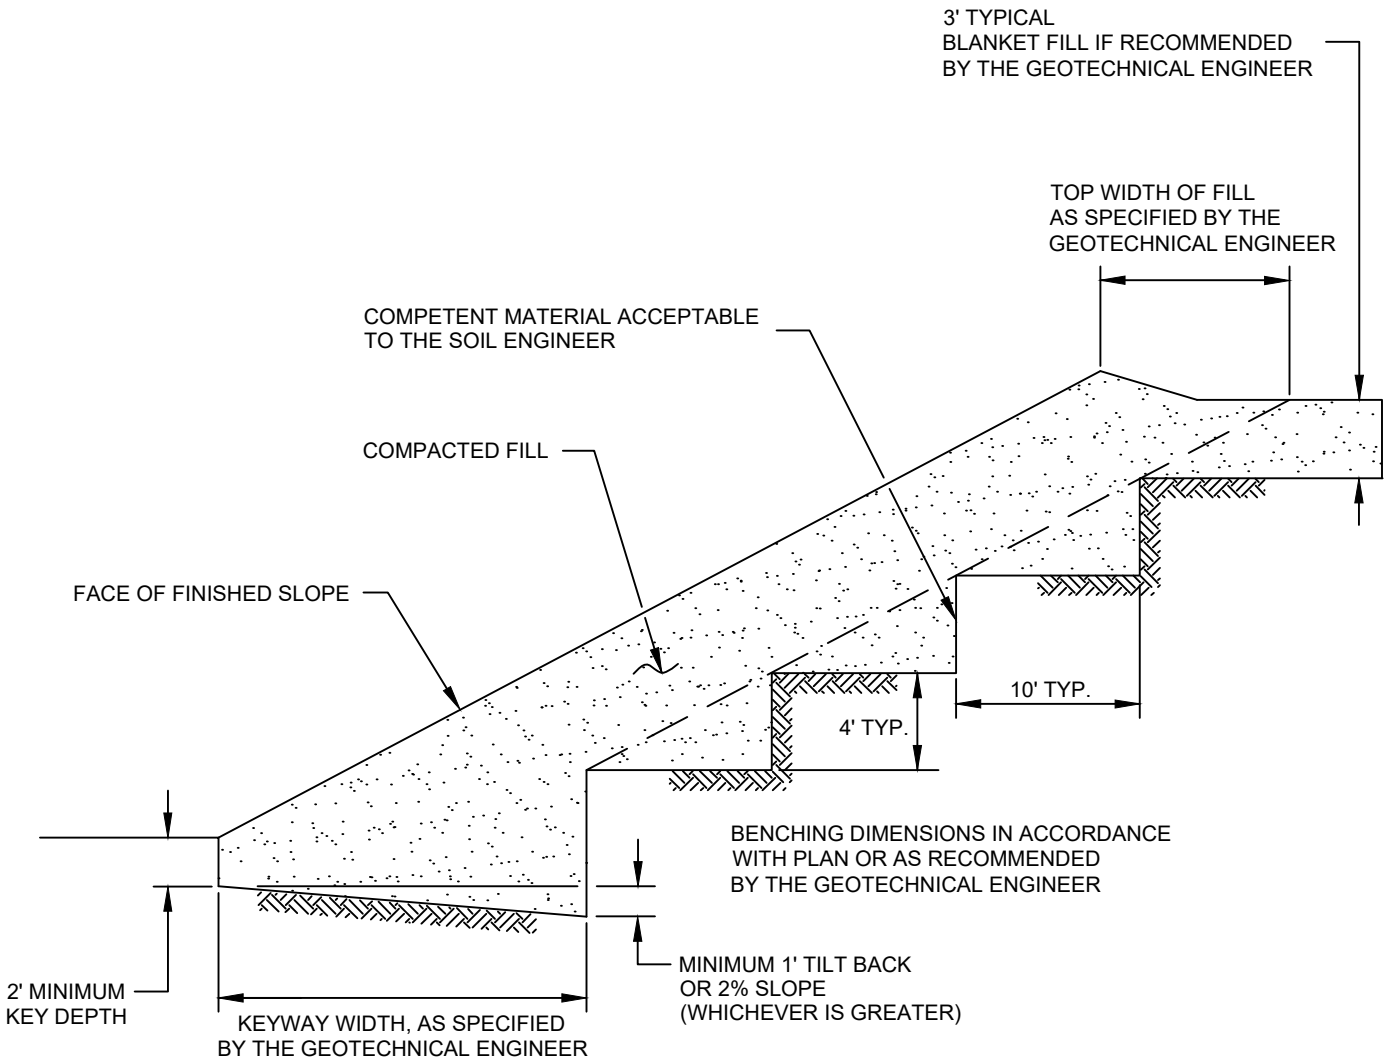 3' TYPICAL
BLANKET FILL IF RECOMMENDED
BY THE GEOTECHNICAL ENGINEER
TOP WIDTH OF FILL
AS SPECIFIED BY THE
GEOTECHNICAL ENGINEER
COMPETENT MATERIAL ACCEPTABLE
TO THE SOIL ENGINEER
COMPACTED FILL
FACE OF FINISHED SLOPE
10' TYP.
4' TYP.
BENCHING DIMENSIONS IN ACCORDANCE
WITH PLAN OR AS RECOMMENDED
BY THE GEOTECHNICAL ENGINEER
MINIMUM 1' TILT BACK
OR 2% SLOPE
(WHICHEVER IS GREATER)
2' MINIMUM
KEY DEPTH
KEYWAY WIDTH, AS SPECIFIED
BY THE GEOTECHNICAL ENGINEER